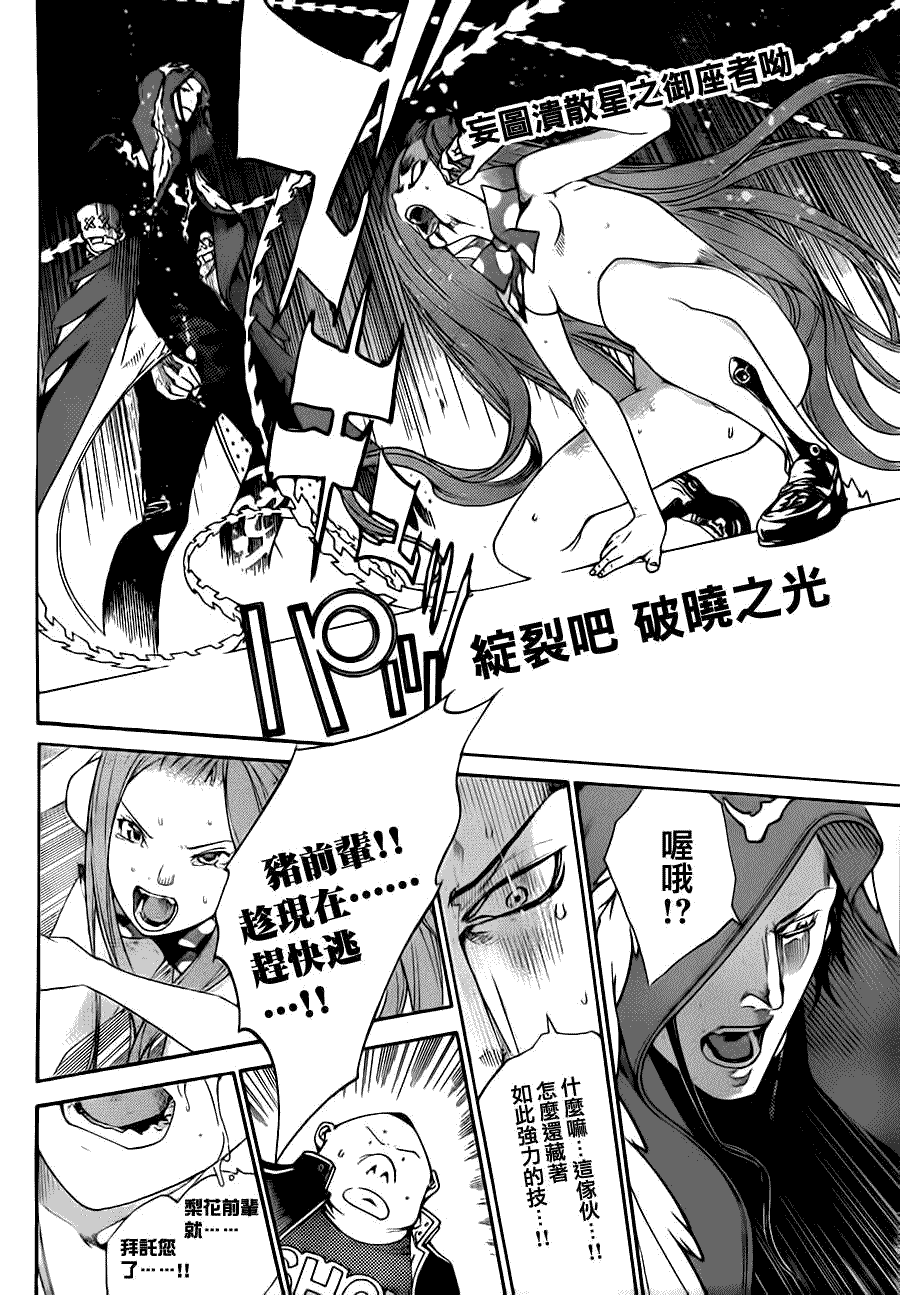 妄圖潰散星之御座者呦
綻裂吧 破曉之光
喔哦!?
什麼嘛…這傢伙…!!
怎麼還藏著
如此強力的技…!!
豬前輩!!
趁現在……
趕快逃
…!!
梨花前輩
就……
拜託您
了……!!